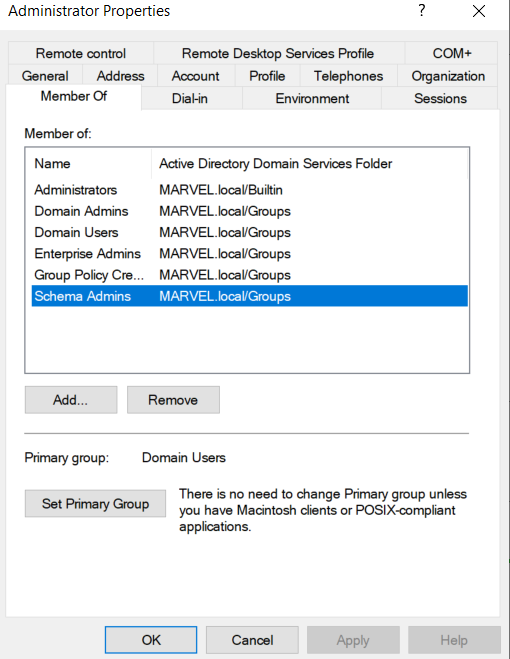 Administrator Properties ? ×
Remote control Remote Desktop Services Profile COM+
General Address Account Profile Telephones Organization
Member Of Dial-in Environment Sessions
Member of:
Name Active Directory Domain Services Folder
Administrators MARVEL.local/Builtin
Domain Admins MARVEL.local/Groups
Domain Users MARVEL.local/Groups
Enterprise Admins MARVEL.local/Groups
Group Policy Cre... MARVEL.local/Groups
Schema Admins MARVEL.local/Groups
Add... Remove
Primary group: Domain Users
Set Primary Group
There is no need to change Primary group unless
you have Macintosh clients or POSIX-compliant
applications.
OK Cancel Apply Help